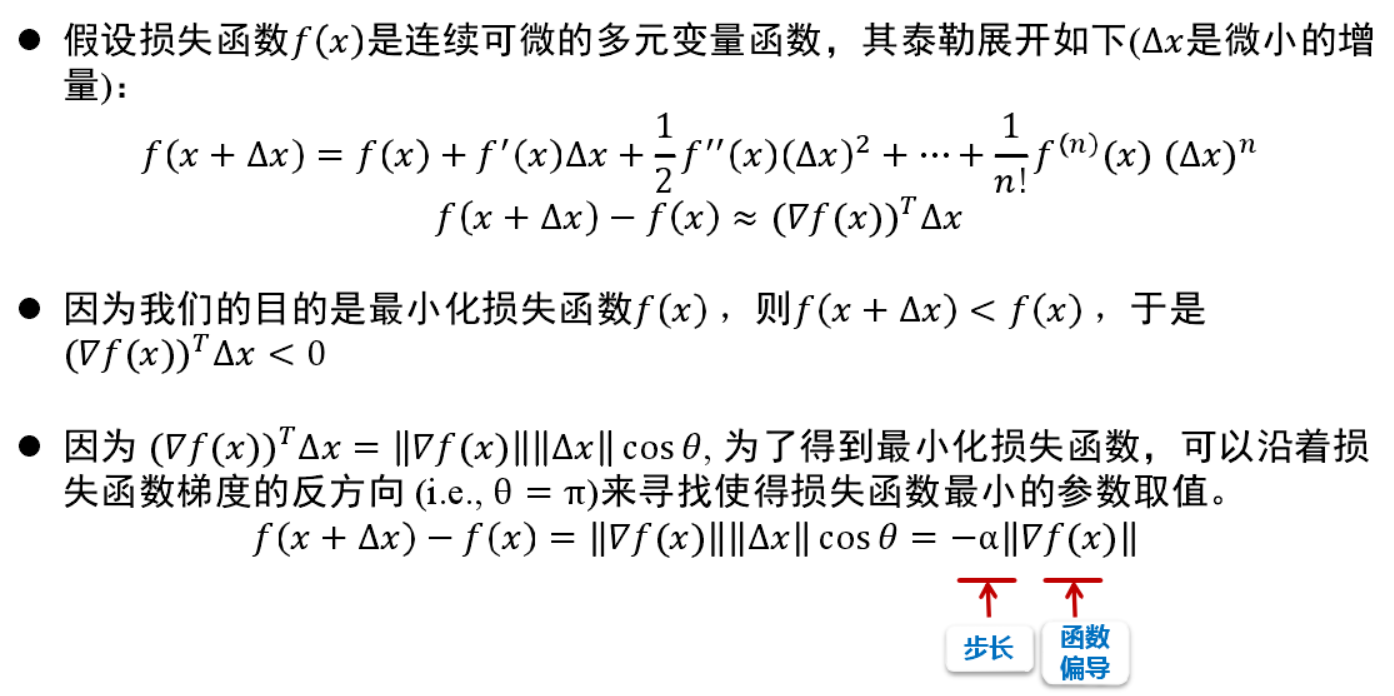 ● 假设损失函数f(x)是连续可微的多元变量函数，其泰勒展开如下(Δx是微小的增
量)：
f(x + Δx) = f(x) + f′(x)Δx + 1/2 f′′(x)(Δx)² + ⋯ + 1/n! f⁽ⁿ⁾(x) (Δx)ⁿ
f(x + Δx) − f(x) ≈ (∇f(x))ᵀΔx
● 因为我们的目的是最小化损失函数f(x)，则f(x + Δx) < f(x)，于是
(∇f(x))ᵀΔx < 0
● 因为 (∇f(x))ᵀΔx = ‖∇f(x)‖‖Δx‖ cos θ, 为了得到最小化损失函数，可以沿着损
失函数梯度的反方向 (i.e., θ = π)来寻找使得损失函数最小的参数取值。
f(x + Δx) − f(x) = ‖∇f(x)‖‖Δx‖ cos θ = −α‖∇f(x)‖
步长
函数
偏导